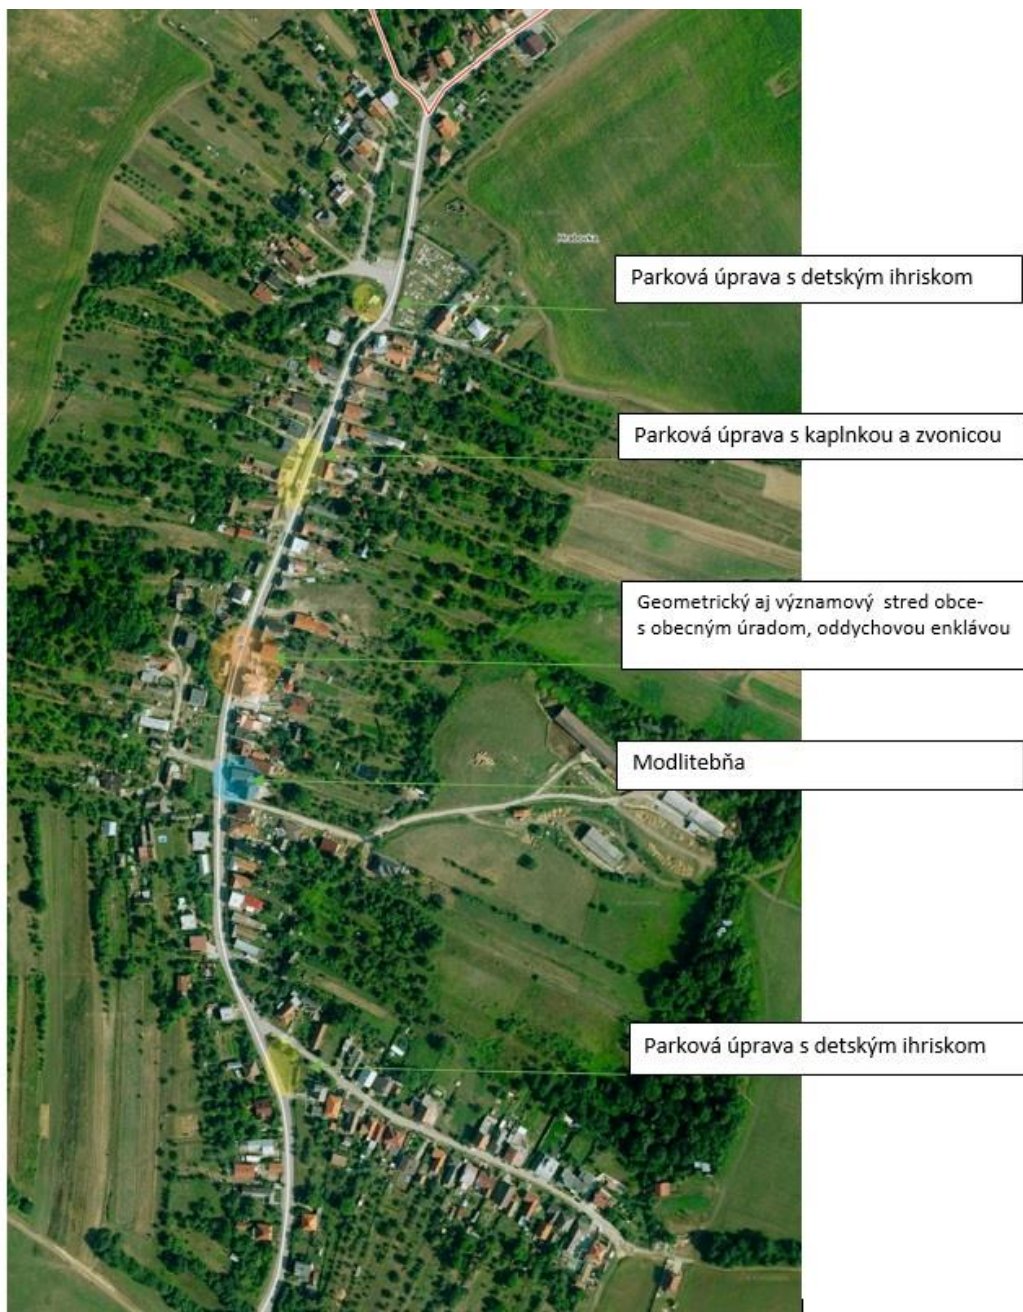 Hrabovka
Parková úprava s detským ihriskom
Parková úprava s kaplnkou a zvonicou
Geometrický aj významový  stred obce-
s obecným úradom, oddychovou enklávou
Modlitebňa
Parková úprava s detským ihriskom